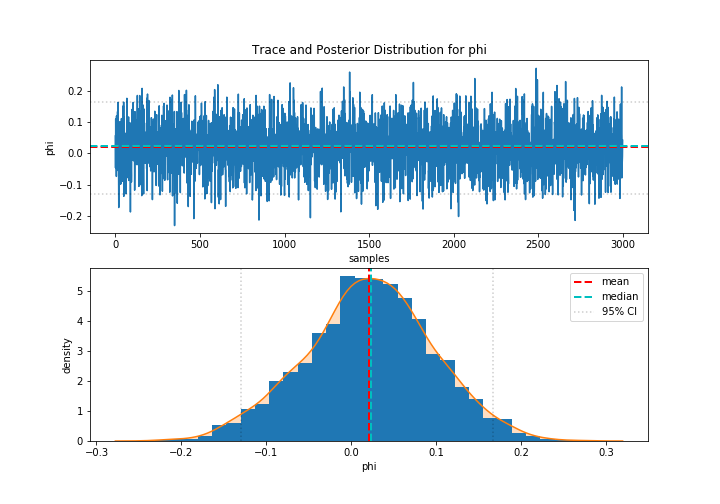 Trace and Posterior Distribution for phi
0.2
0.1
0.0
−0.1
−0.2
phi
0 500 1000 1500 2000 2500 3000
samples
mean
median
95% CI
5
4
3
2
1
0
density
−0.3 −0.2 −0.1 0.0 0.1 0.2 0.3
phi